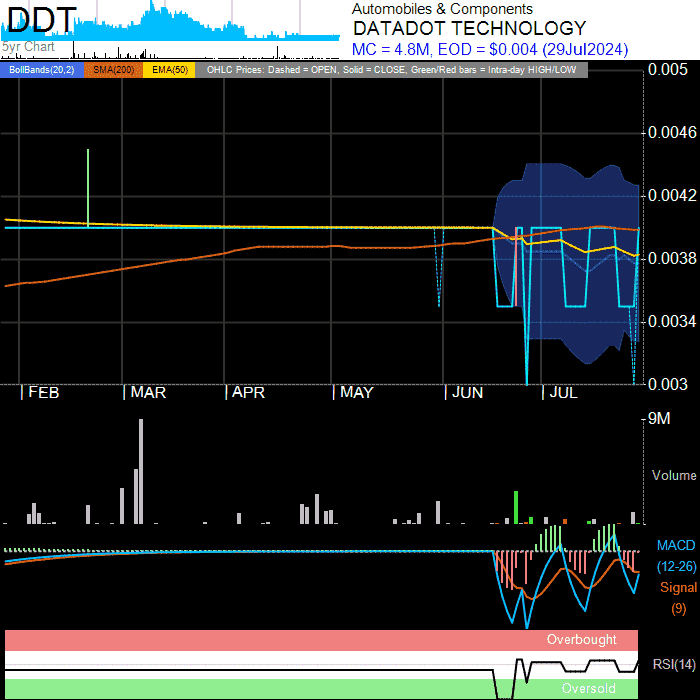 DDT
5yr Chart
Automobiles & Components
DATADOT TECHNOLOGY
MC = 4.8M, EOD = $0.004 (29Jul2024)
BollBands(20,2) SMA(200) EMA(50) OHLC Prices: Dashed = OPEN, Solid = CLOSE, Green/Red bars = Intra-day HIGH/LOW
0.005
0.0046
0.0042
0.0038
0.0034
0.003
FEB MAR APR MAY JUN JUL
9M
Volume
MACD
(12-26)
Signal
(9)
Overbought
RSI(14)
Oversold